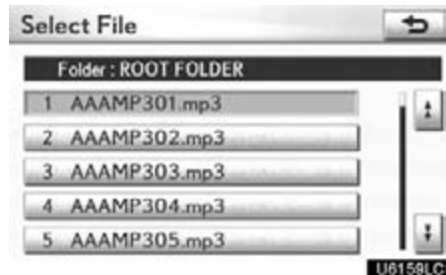 Select File
Folder : ROOT FOLDER
1 AAAMP301.mp3
2 AAAMP302.mp3
3 AAAMP303.mp3
4 AAAMP304.mp3
5 AAAMP305.mp3
U6159LC